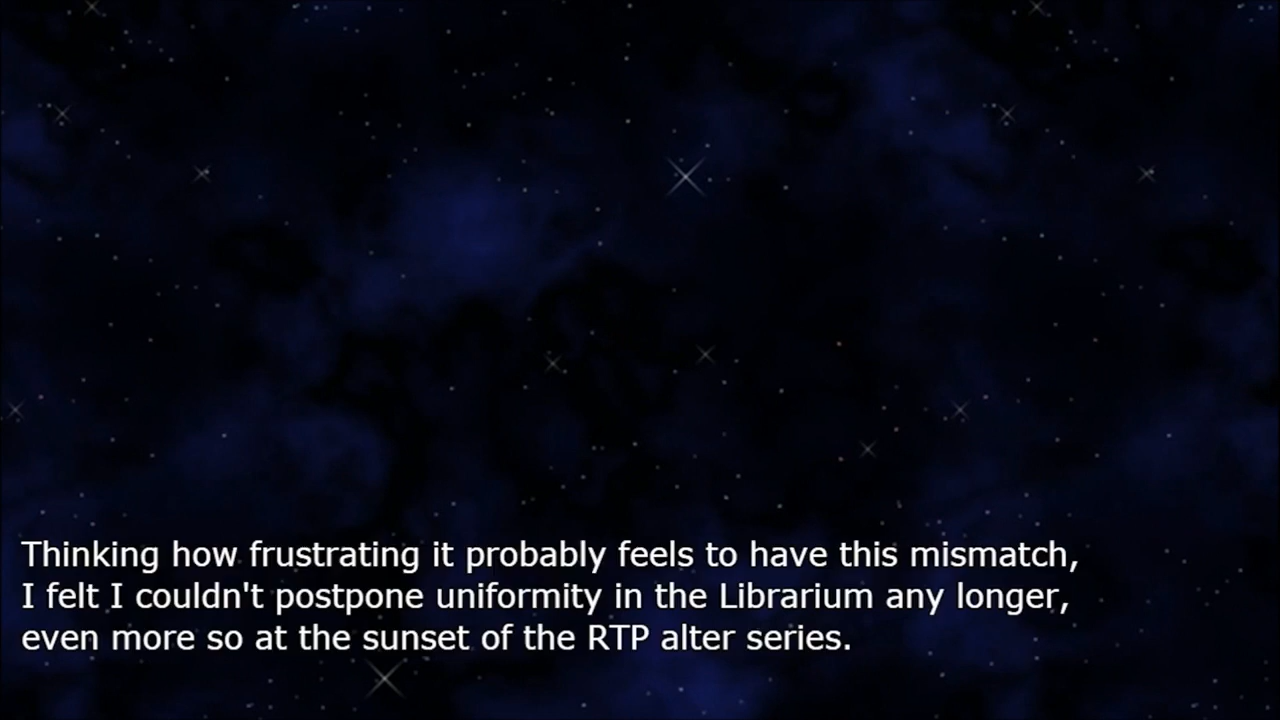 Thinking how frustrating it probably feels to have this mismatch,
I felt I couldn't postpone uniformity in the Librarium any longer,
even more so at the sunset of the RTP alter series.